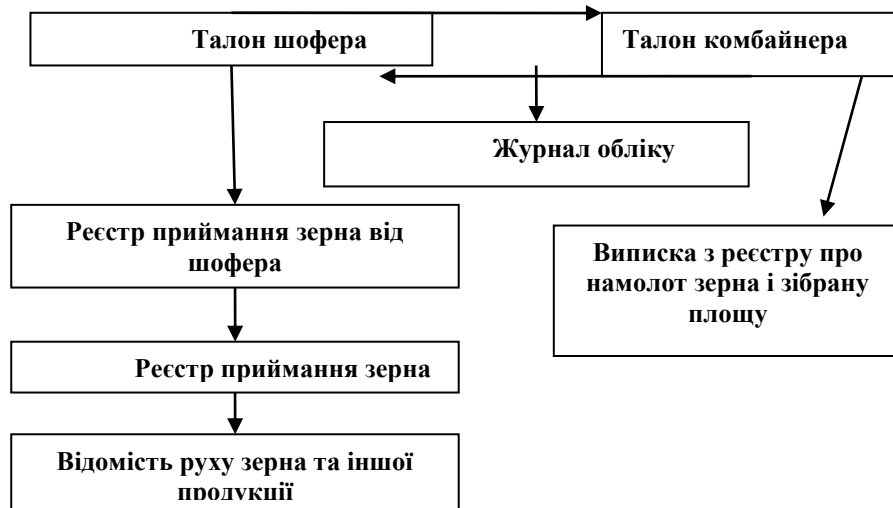 Талон шофера
Талон комбайнера
Журнал обліку
Реєстр приймання зерна від
шофера
Виписка з реєстру про
намолот зерна і зібрану
площу
Реєстр приймання зерна
Відомість руху зерна та іншої
продукції